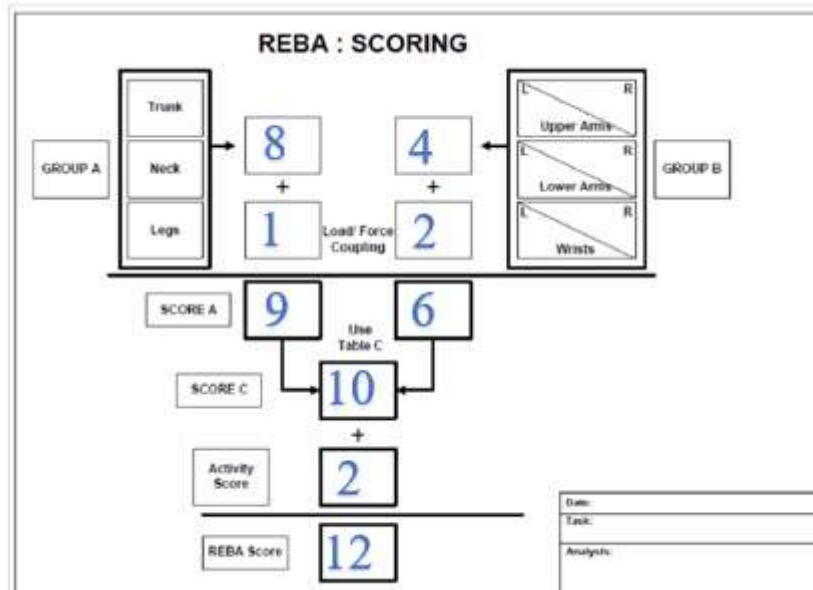 REBA : SCORING
GROUP A
Trunk
Neck
Legs
8
+
1
Load/ Force
Coupling
4
+
2
L R
Upper Arms
L R
Lower Arms
L R
Wrists
GROUP B
SCORE A
9
6
Use
Table C
SCORE C
10
+
Activity
Score
2
REBA Score
12
Date:
Task:
Analysis: